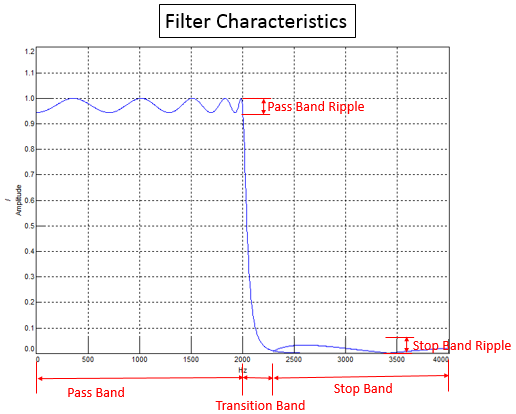 Filter Characteristics
1.2
1.1
1.0
Pass Band Ripple
0.9
0.8
0.7
/
Amplitude
0.6
0.5
0.4
0.3
0.2
0.1
Stop Band Ripple
0.0
0 500 1000 1500 2000 2500 3000 3500 4000
Hz
Pass Band
Stop Band
Transition Band